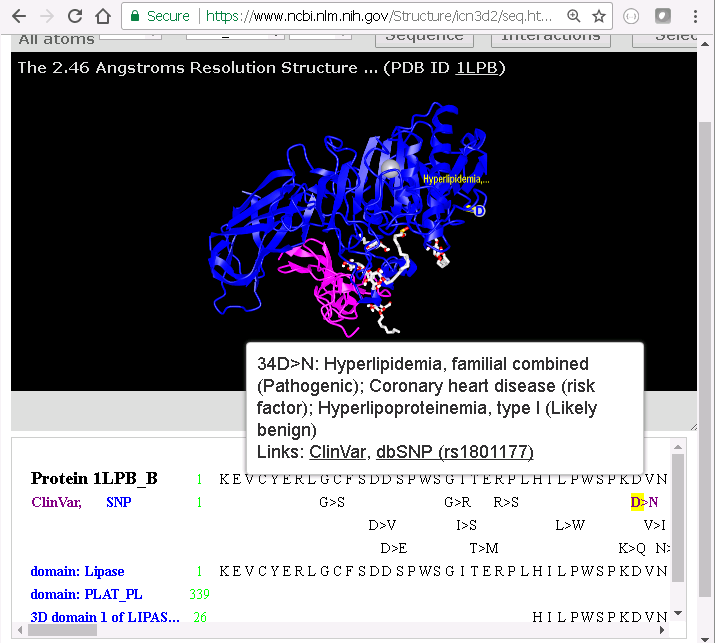 Secure https://www.ncbi.nlm.nih.gov/Structure/icn3d2/seq.ht...
All atoms Sequence Interactions Selec
The 2.46 Angstroms Resolution Structure ... (PDB ID 1LPB)
Hyperlipidemia,...
D
34D>N: Hyperlipidemia, familial combined
(Pathogenic); Coronary heart disease (risk
factor); Hyperlipoproteinemia, type I (Likely
benign)
Links: ClinVar, dbSNP (rs1801177)
Protein 1LPB_B 1 K E V C Y E R L G C F S D D S P W S G I T E R P L H I L P W S P K D V N
ClinVar, SNP 1 G>S G>R R>S D>N
D>V I>S L>W V>I
D>E T>M K>Q N>
domain: Lipase 1 K E V C Y E R L G C F S D D S P W S G I T E R P L H I L P W S P K D V N
domain: PLAT_PL 339
3D domain 1 of LIPAS... 26 H I L P W S P K D V N